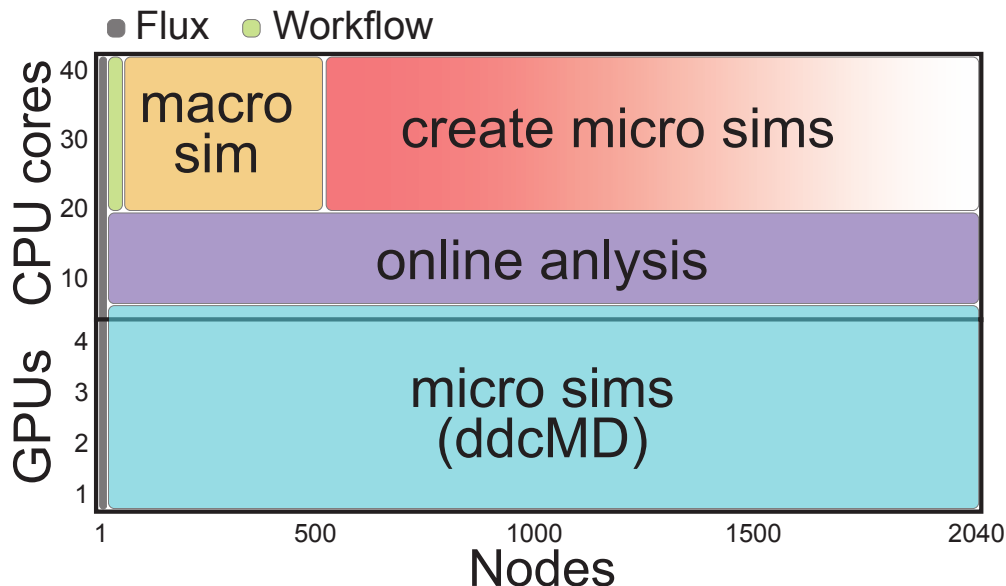 Flux Workflow
CPU cores
40
30
20
10
macro
sim
create micro sims
online anlysis
GPUs
4
3
2
1
micro sims
(ddcMD)
1 500 1000 1500 2040
Nodes